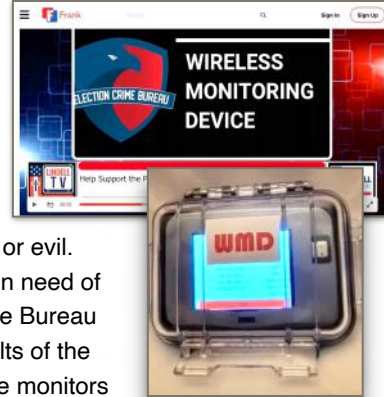 Frank
Sign In
Sign Up
ELECTION CRIME BUREAU
WIRELESS
MONITORING
DEVICE
LINDELL
TV
Help Support the P
WMD
or evil.
n need of
e Bureau
lts of the
e monitors